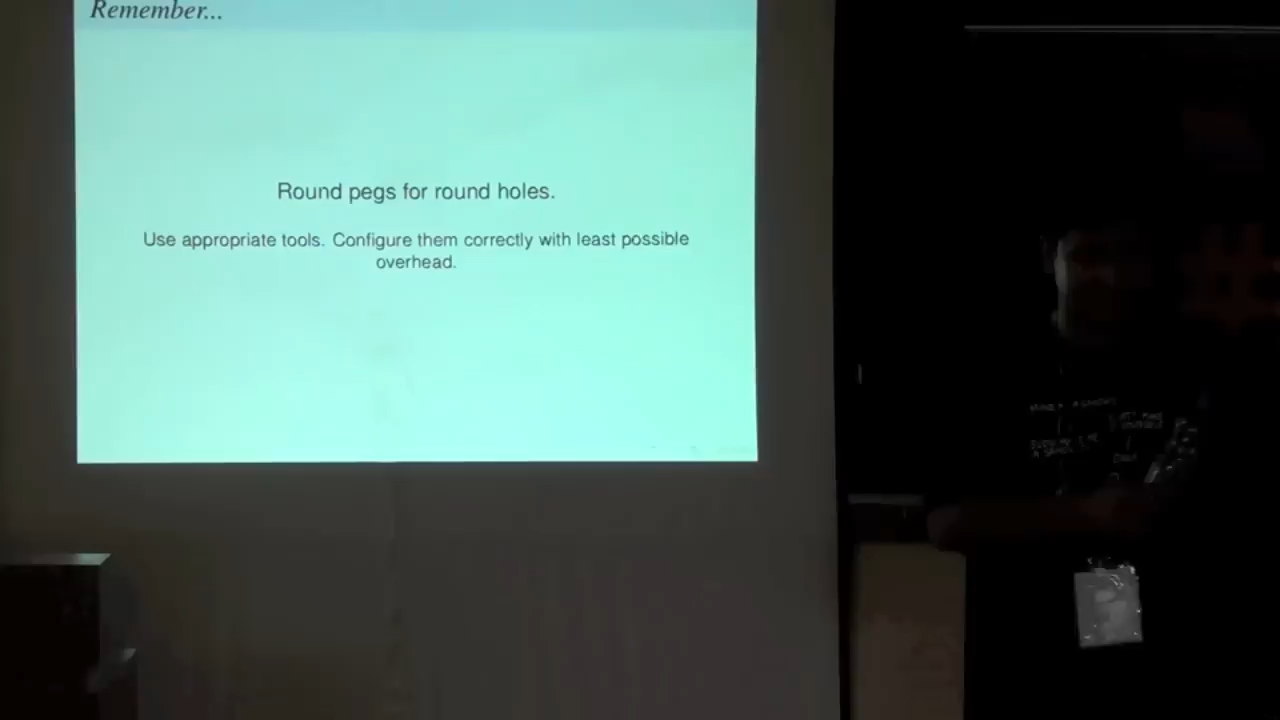 Remember...
Round pegs for round holes.
Use appropriate tools. Configure them correctly with least possible
overhead.